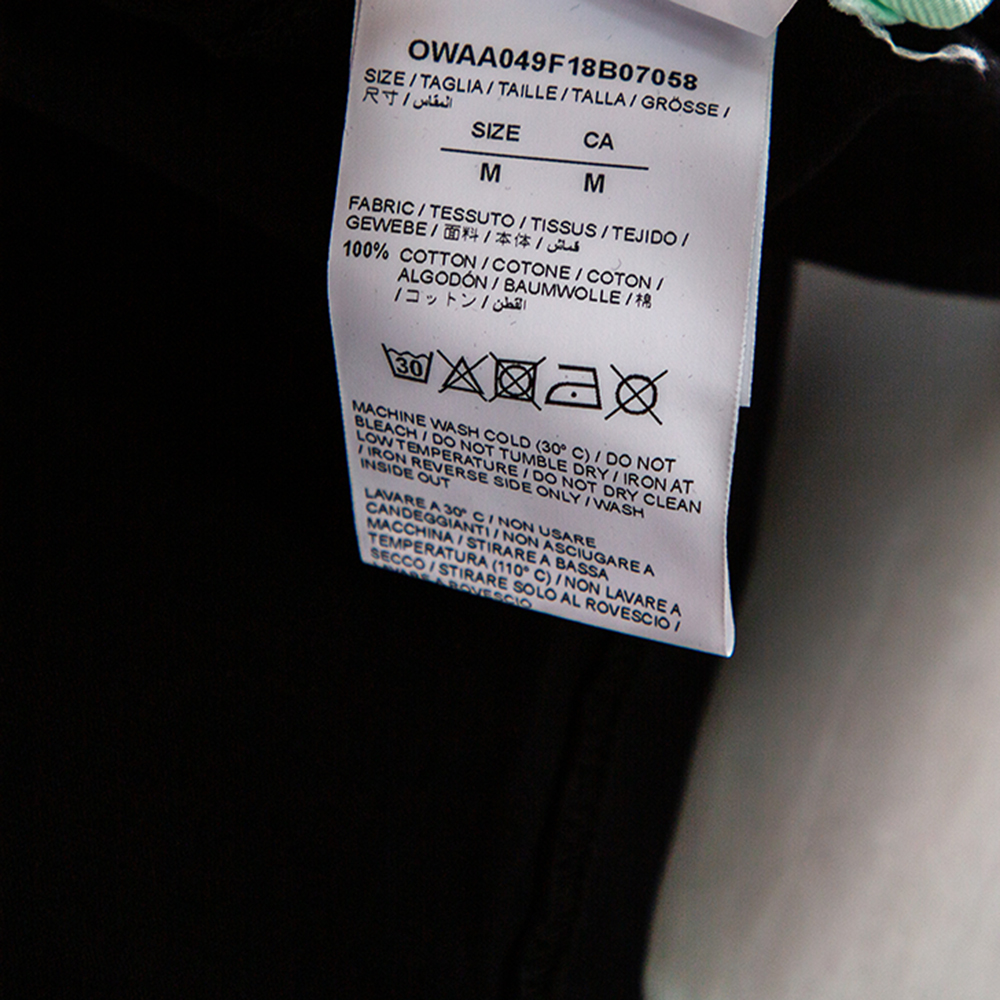 OWAA049F18B07058
SIZE / TAGLIA / TAILLE / TALLA / GRÖSSE /
尺寸 / المقاس
SIZE CA
M M
FABRIC / TESSUTO / TISSUS / TEJIDO /
GEWEBE / 面料 / 本体 / قماش
100% COTTON / COTONE / COTON /
ALGODÓN / BAUMWOLLE / 棉
/ コットン / القطن
30
MACHINE WASH COLD (30° C) / DO NOT
BLEACH / DO NOT TUMBLE DRY / IRON AT
LOW TEMPERATURE / DO NOT DRY CLEAN
/ IRON REVERSE SIDE ONLY / WASH
INSIDE OUT
LAVARE A 30° C / NON USARE
CANDEGGIANTI / NON ASCIUGARE A
MACCHINA / STIRARE A BASSA
TEMPERATURA (110° C) / NON LAVARE A
SECCO / STIRARE SOLO AL ROVESCIO /
LAVARE A ROVESCIO